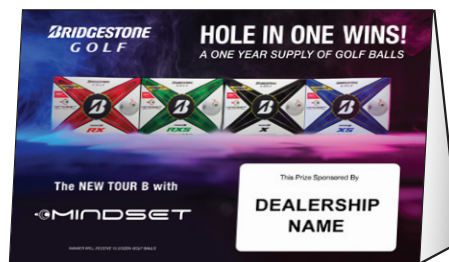 BRIDGESTONE
GOLF
HOLE IN ONE WINS!
A ONE YEAR SUPPLY OF GOLF BALLS
RX
RXS
X
XS
The NEW TOUR B with
MINDSET
This Prize Sponsored By
DEALERSHIP
NAME